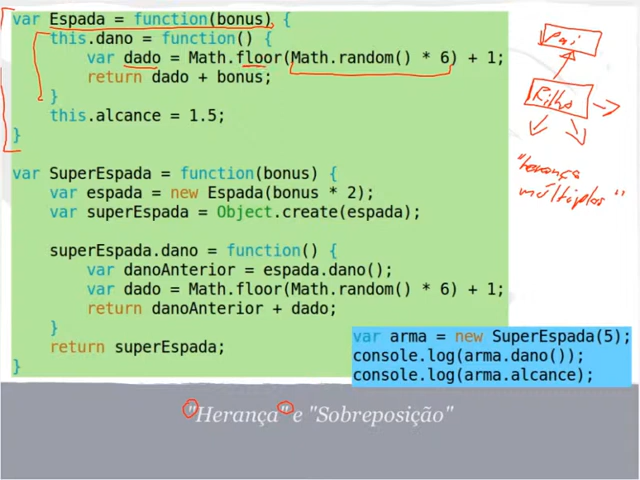 var Espada = function(bonus) {
this.dano = function() {
var dado = Math.floor(Math.random() * 6) + 1;
return dado + bonus;
}
this.alcance = 1.5;
}
var SuperEspada = function(bonus) {
var espada = new Espada(bonus * 2);
var superEspada = Object.create(espada);
superEspada.dano = function() {
var danoAnterior = espada.dano();
var dado = Math.floor(Math.random() * 6) + 1;
return danoAnterior + dado;
}
return superEspada;
}
Pai
Filho
"herança
múltiplas"
var arma = new SuperEspada(5);
console.log(arma.dano());
console.log(arma.alcance);
"Herança" e "Sobreposição"